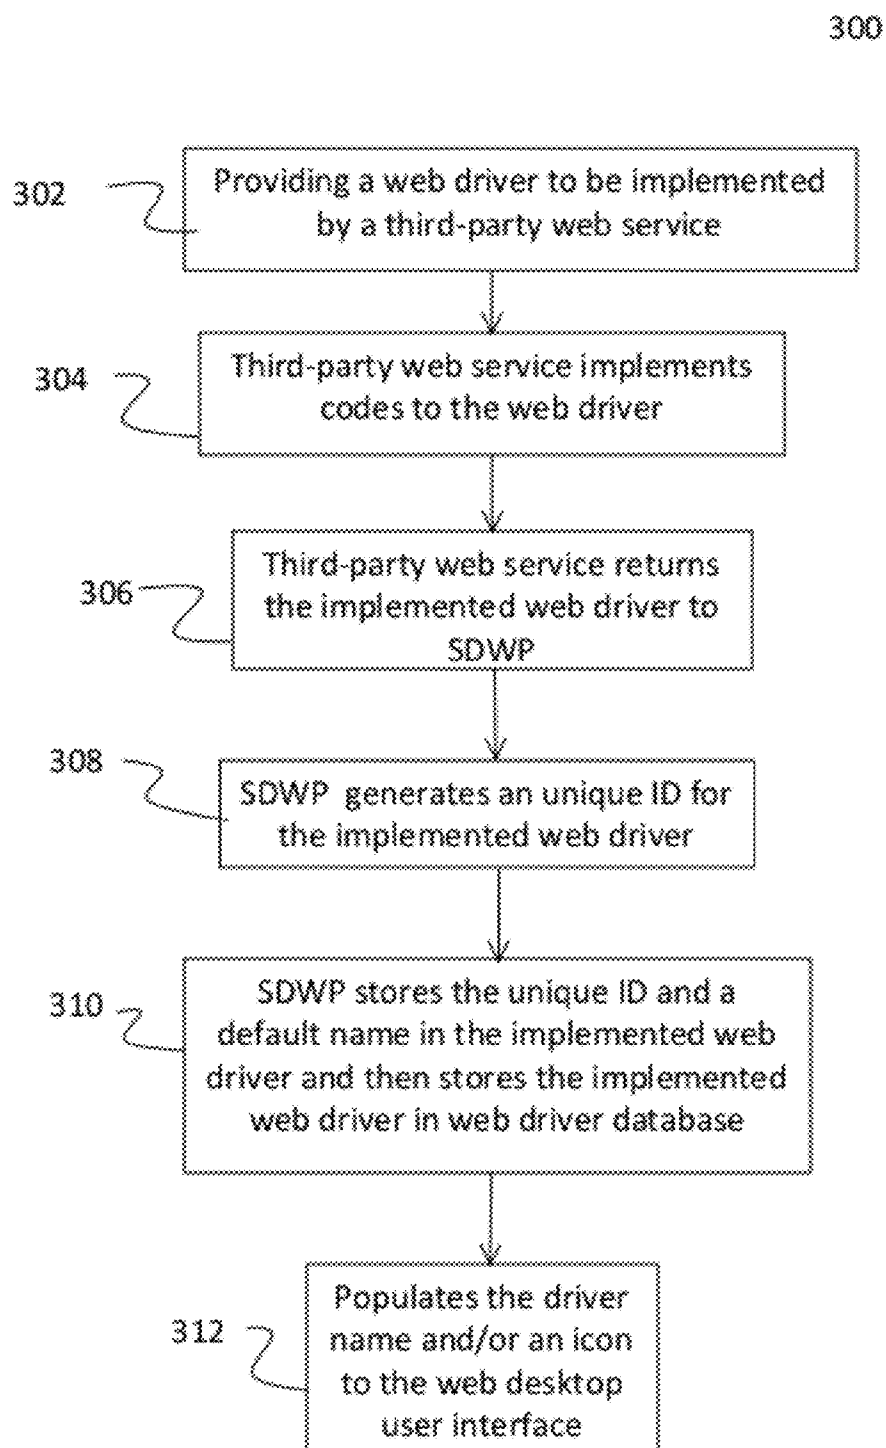 300
302
Providing a web driver to be implemented
by a third-party web service
304
Third-party web service implements
codes to the web driver
306
Third-party web service returns
the implemented web driver to
SDWP
308
SDWP generates an unique ID for
the implemented web driver
310
SDWP stores the unique ID and a
default name in the implemented web
driver and then stores the implemented
web driver in web driver database
312
Populates the driver
name and/or an icon
to the web desktop
user interface